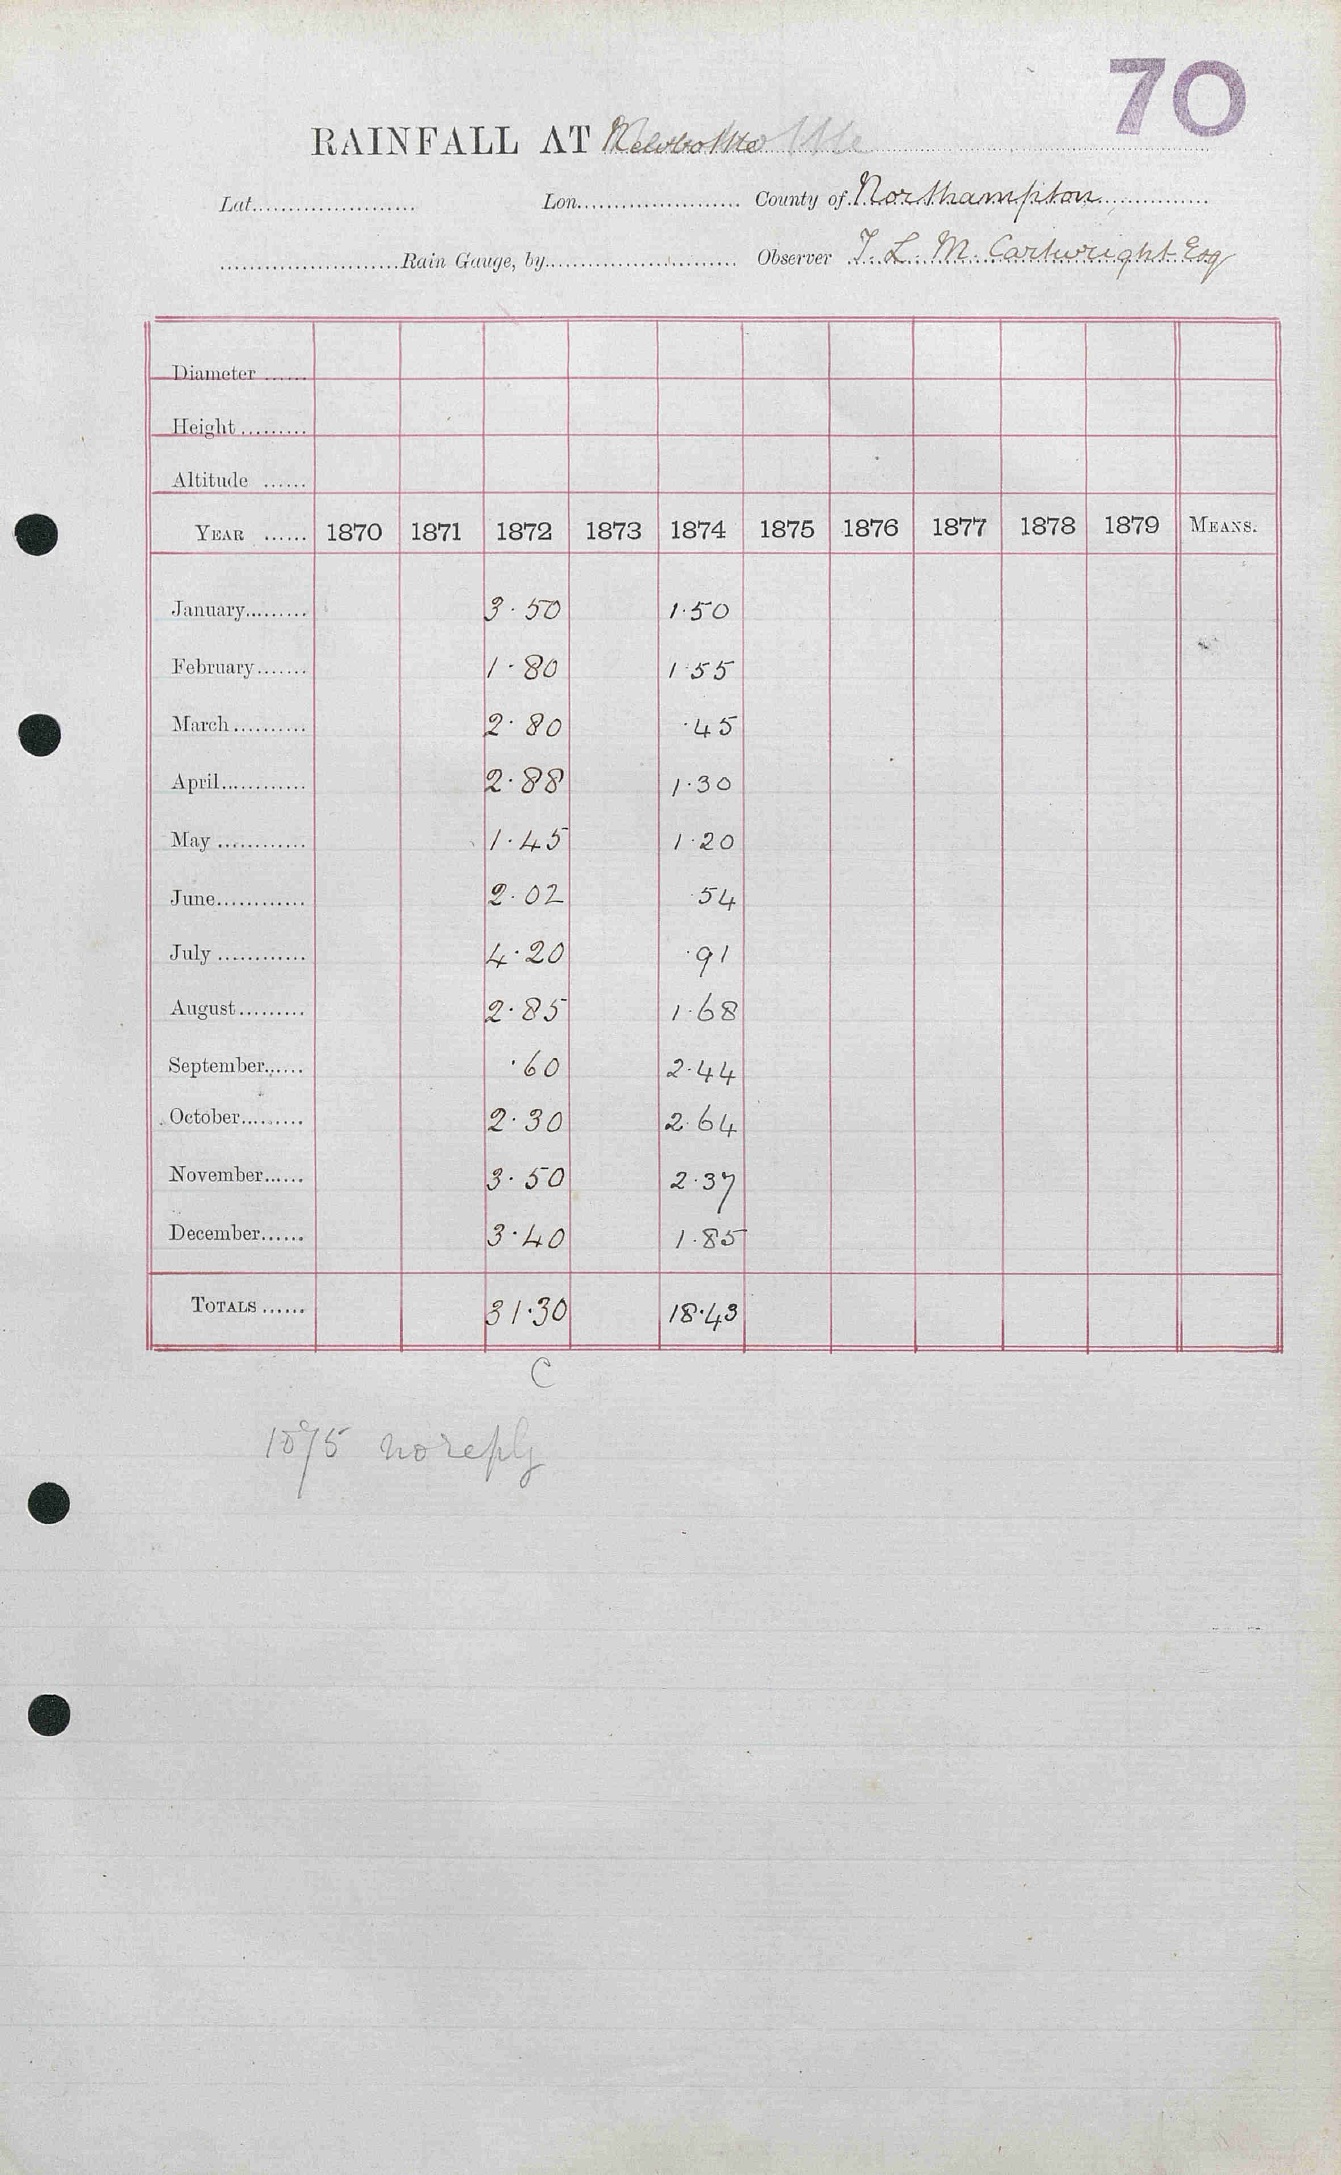 70
RAINFALL AT Newbottle
Lat. Lon. County of Northampton
Rain Gauge, by Observer T. L. M. Cartwright Esq
Diameter
Height
Altitude
YEAR 1870 1871 1872 1873 1874 1875 1876 1877 1878 1879 MEANS.
January 3.50 1.50
February 1.80 1.55
March 2.80 .45
April 2.88 1.30
May 1.45 1.20
June 2.02 .54
July 4.20 .91
August 2.85 1.68
September .60 2.44
October 2.30 2.64
November 3.50 2.37
December 3.40 1.85
TOTALS 31.30 18.43
C
1875 no reply